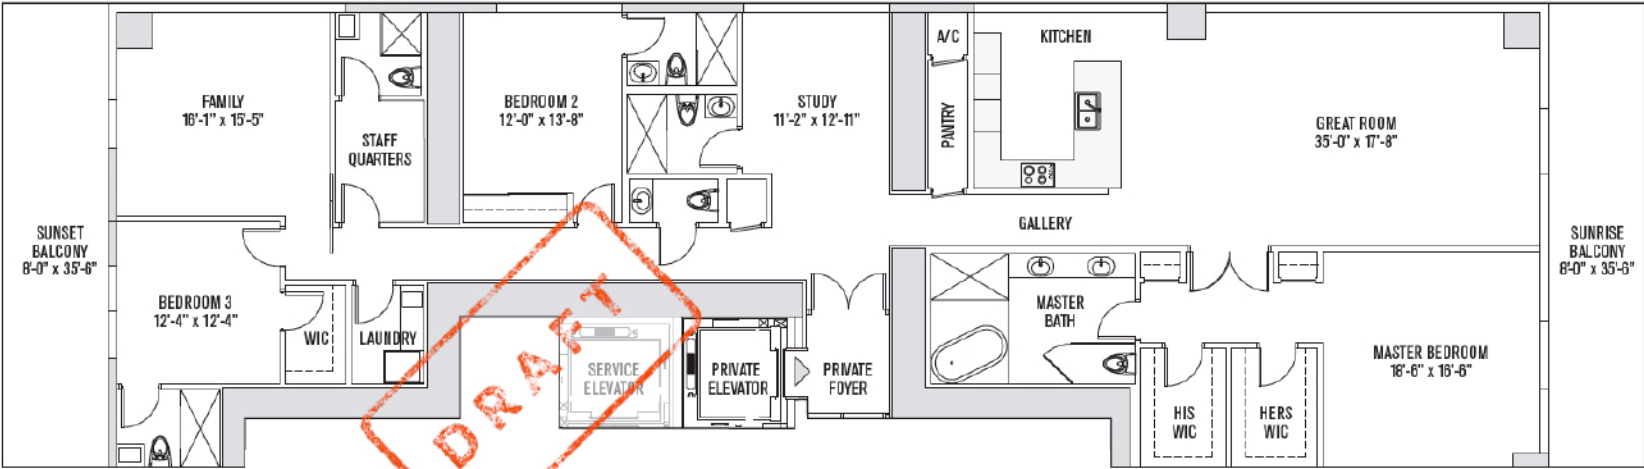 A/C
KITCHEN
FAMILY
16'-1" x 15'-5"
BEDROOM 2
12'-0" x 13'-8"
STUDY
11'-2" x 12'-11"
PANTRY
GREAT ROOM
35'-0" x 17'-8"
STAFF
QUARTERS
SUNSET
BALCONY
8'-0" x 35'-6"
GALLERY
SUNRISE
BALCONY
8'-0" x 35'-6"
BEDROOM 3
12'-4" x 12'-4"
WIC
LAUNDRY
MASTER
BATH
SERVICE
ELEVATOR
PRIVATE
ELEVATOR
PRIVATE
FOYER
MASTER BEDROOM
18'-6" x 16'-6"
HIS
WIC
HERS
WIC
DRAFT